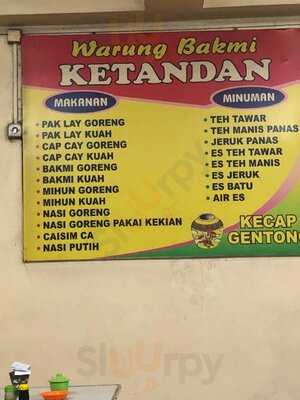 Warung Bakmi
KETANDAN
MAKANAN
• PAK LAY GORENG
• PAK LAY KUAH
• CAP CAY GORENG
• CAP CAY KUAH
• BAKMI GORENG
• BAKMI KUAH
• MIHUN GORENG
• MIHUN KUAH
• NASI GORENG
• NASI GORENG PAKAI KEKIAN
• CAISIM CA
• NASI PUTIH
MINUMAN
• TEH TAWAR
• TEH MANIS PANAS
• JERUK PANAS
• ES TEH TAWAR
• ES TEH MANIS
• ES JERUK
• ES BATU
• AIR ES
KECAP
GENTONG
Sluurpy
Sluurpy